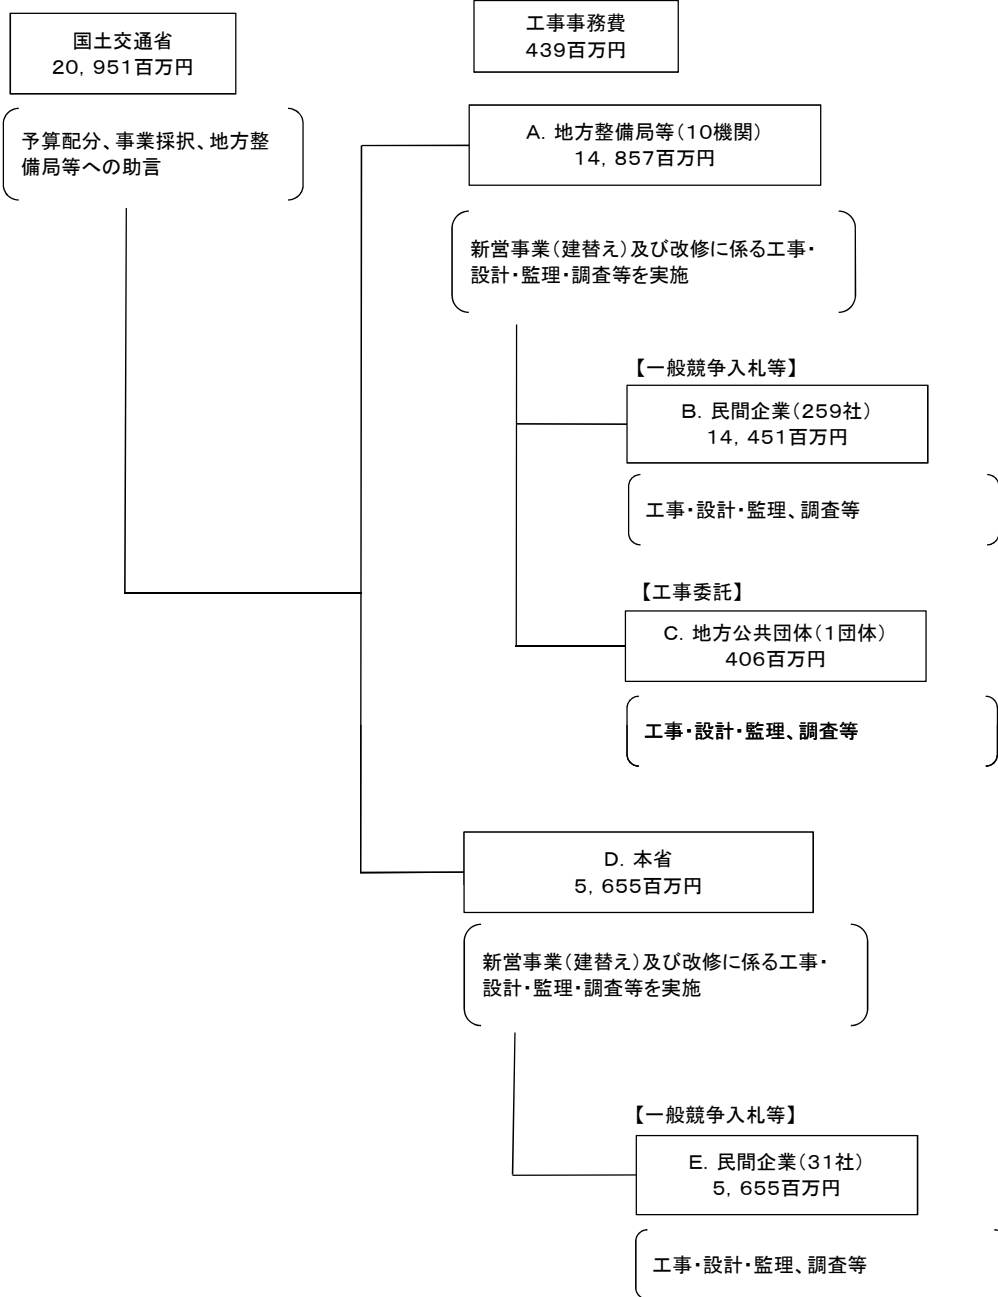 国土交通省
20, 951百万円
予算配分、事業採択、地方整
備局等への助言
工事事務費
439百万円
A. 地方整備局等(10機関)
14, 857百万円
新営事業(建替え)及び改修に係る工事・
設計・監理・調査等を実施
【一般競争入札等】
B. 民間企業(259社)
14, 451百万円
工事・設計・監理、調査等
【工事委託】
C. 地方公共団体(1団体)
406百万円
工事・設計・監理、調査等
D. 本省
5, 655百万円
新営事業(建替え)及び改修に係る工事・
設計・監理・調査等を実施
【一般競争入札等】
E. 民間企業(31社)
5, 655百万円
工事・設計・監理、調査等